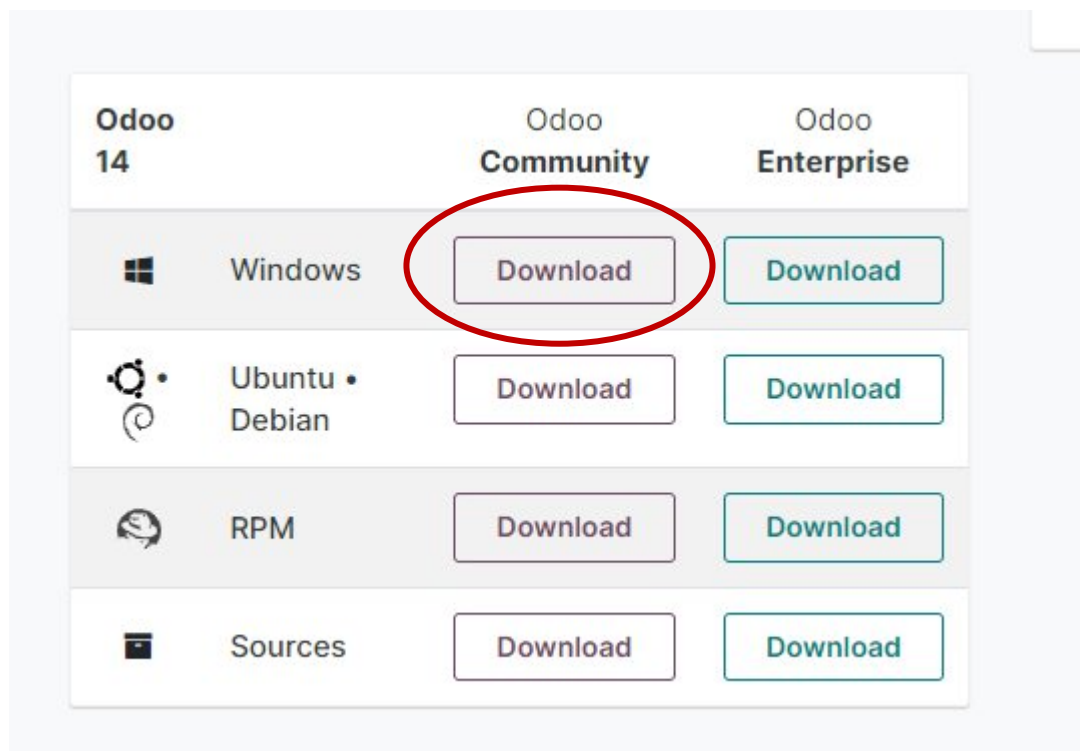 Odoo
14
Odoo
Community
Odoo
Enterprise
Windows Download Download
Ubuntu •
Debian
Download Download
RPM Download Download
Sources Download Download